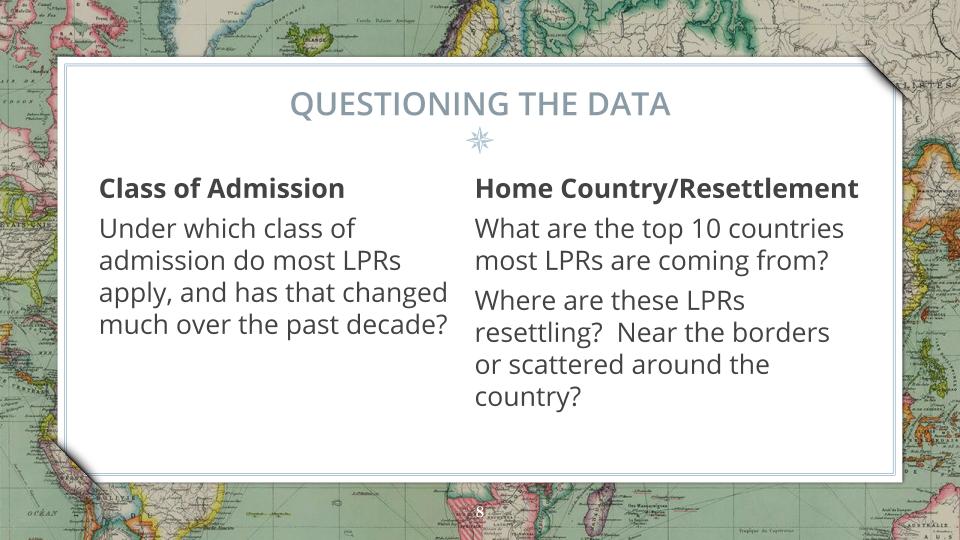 QUESTIONING THE DATA
Class of Admission
Under which class of
admission do most LPRs
apply, and has that changed
much over the past decade?
Home Country/Resettlement
What are the top 10 countries
most LPRs are coming from?
Where are these LPRs
resettling?  Near the borders
or scattered around the
country?
8